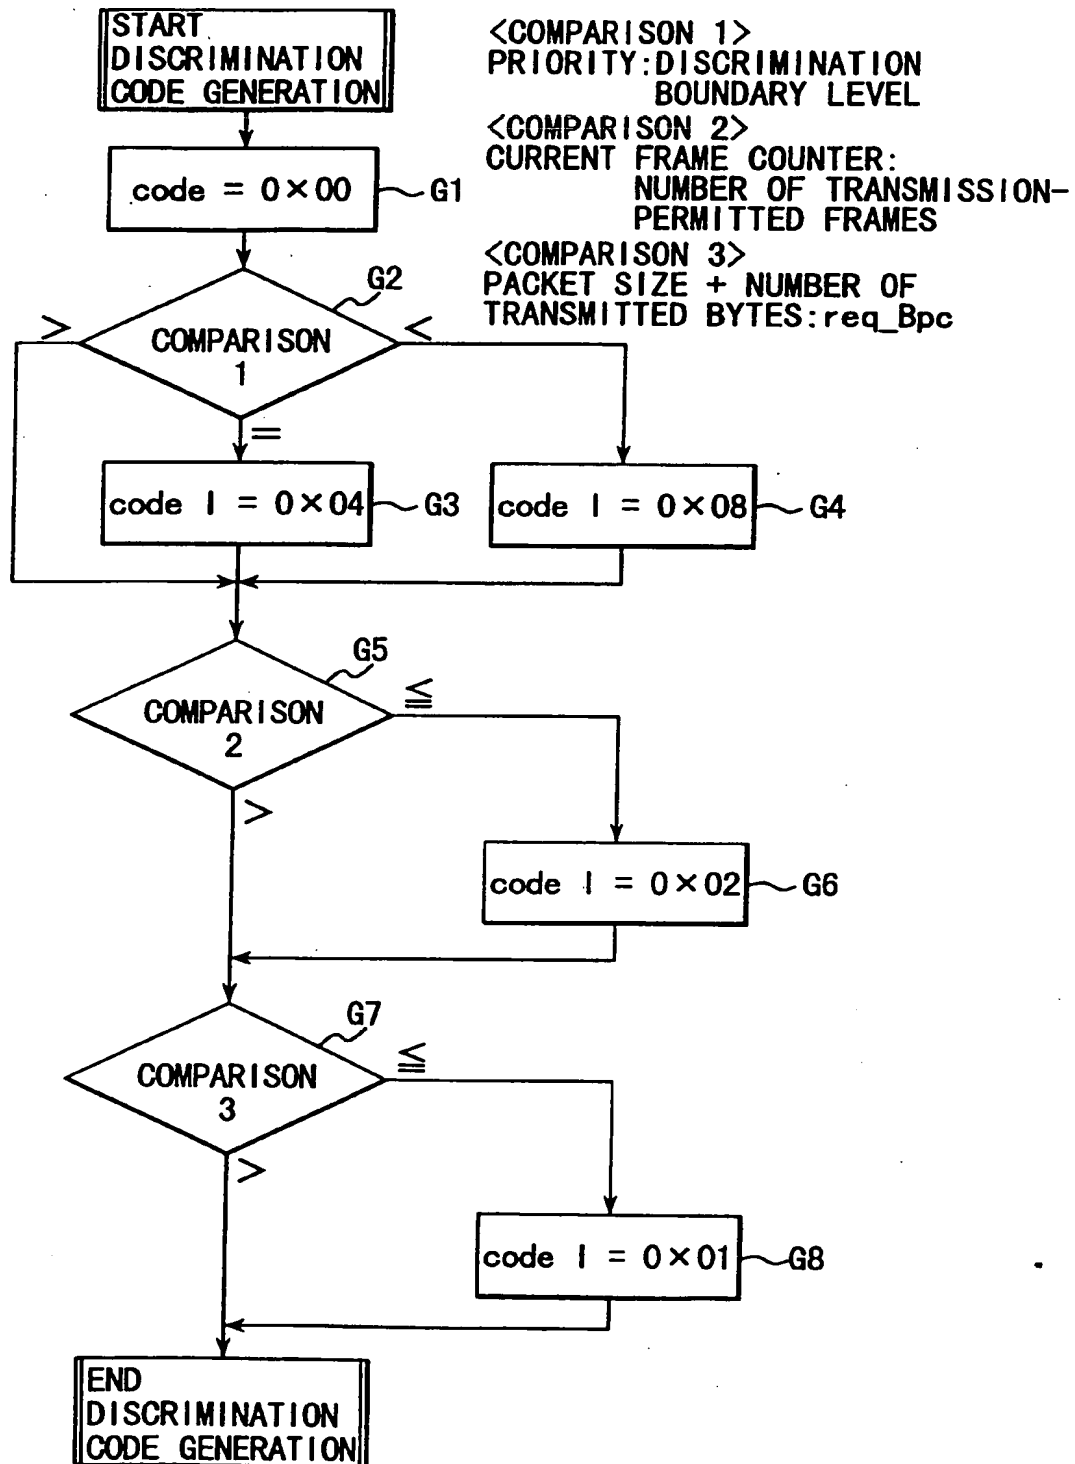 START
DISCRIMINATION
CODE GENERATION
<COMPARISON 1>
PRIORITY:DISCRIMINATION
BOUNDARY LEVEL
<COMPARISON 2>
CURRENT FRAME COUNTER:
NUMBER OF TRANSMISSION-
PERMITTED FRAMES
<COMPARISON 3>
PACKET SIZE + NUMBER OF
TRANSMITTED BYTES:req_Bpc
code = 0×00
G1
G2
>
<
COMPARISON
1
=
code | = 0×04
G3
code | = 0×08
G4
G5
≦
COMPARISON
2
>
code | = 0×02
G6
G7
≦
COMPARISON
3
>
code | = 0×01
G8
END
DISCRIMINATION
CODE GENERATION